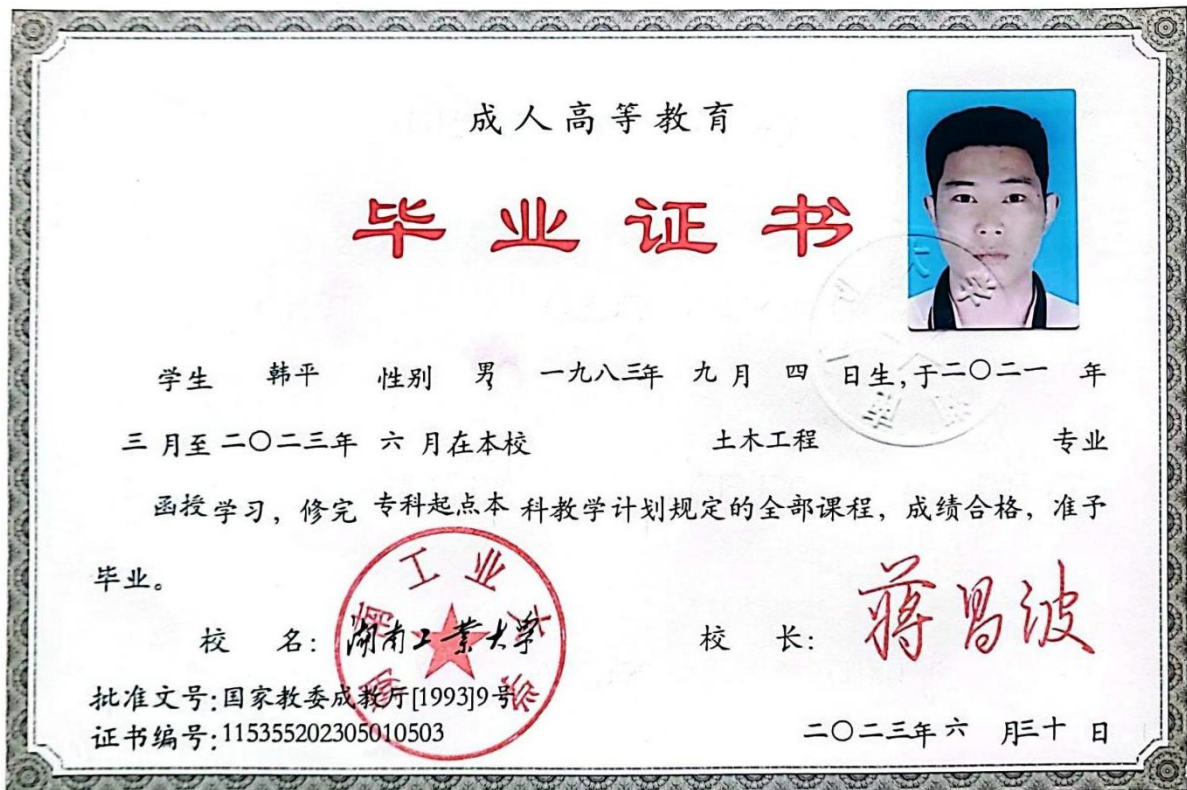 成人高等教育
毕业证书
学生 韩平 性别 男 一九八三年 九月 四 日生,于二〇二一 年
三 月至 二〇二三年 六 月在本校 土木工程 专业
函授 学习, 修完 专科起点本 科教学计划规定的全部课程, 成绩合格, 准予
毕业。
校 名: 湖南工业大学 校 长: 蒋昌波
批准文号:国家教委成教厅[1993]9号
证书编号:115355202305010503 二〇二三年 六 月三十 日
湖南工业大学